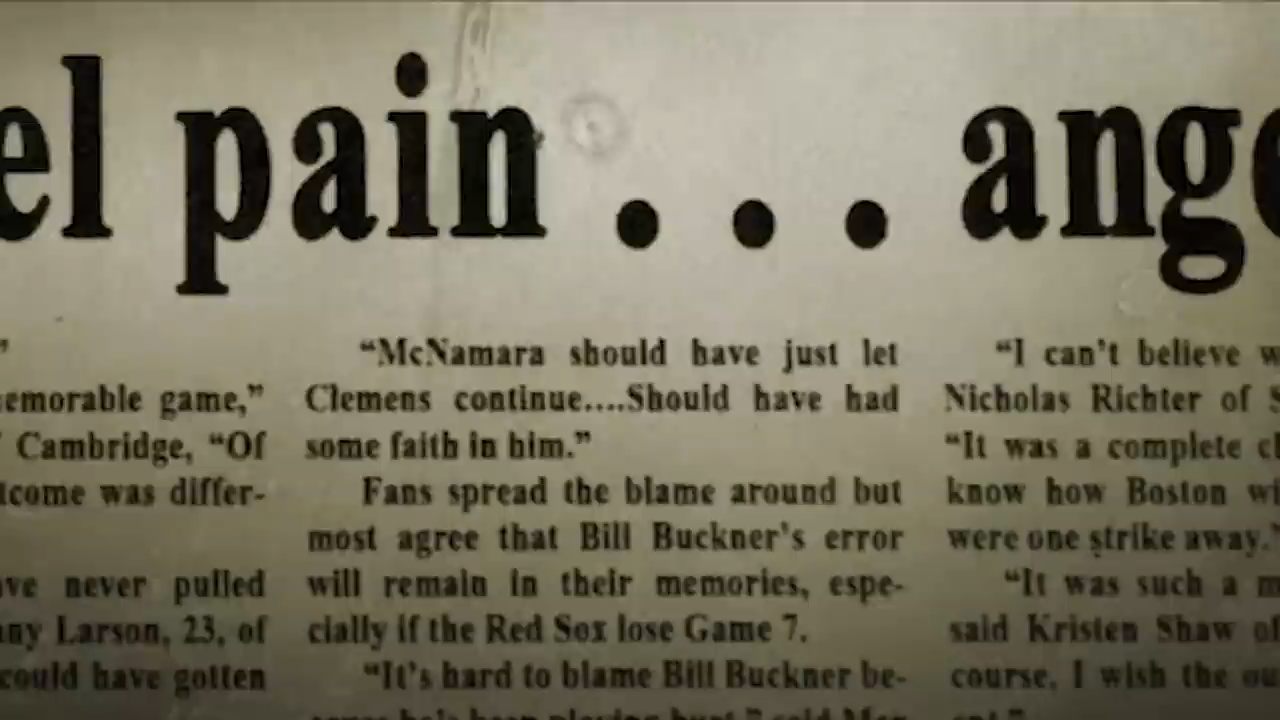 el pain . . . ange
”
emorable game,”
Cambridge, “Of
tcome was differ-
ve never pulled
ny Larson, 23, of
could have gotten
“McNamara should have just let
Clemens continue....Should have had
some faith in him.”
Fans spread the blame around but
most agree that Bill Buckner's error
will remain in their memories, espe-
cially if the Red Sox lose Game 7.
“It's hard to blame Bill Buckner be-
“I can't believe w
Nicholas Richter of S
“It was a complete c
know how Boston wi
were one strike away.”
“It was such a m
said Kristen Shaw of
course, I wish the ou